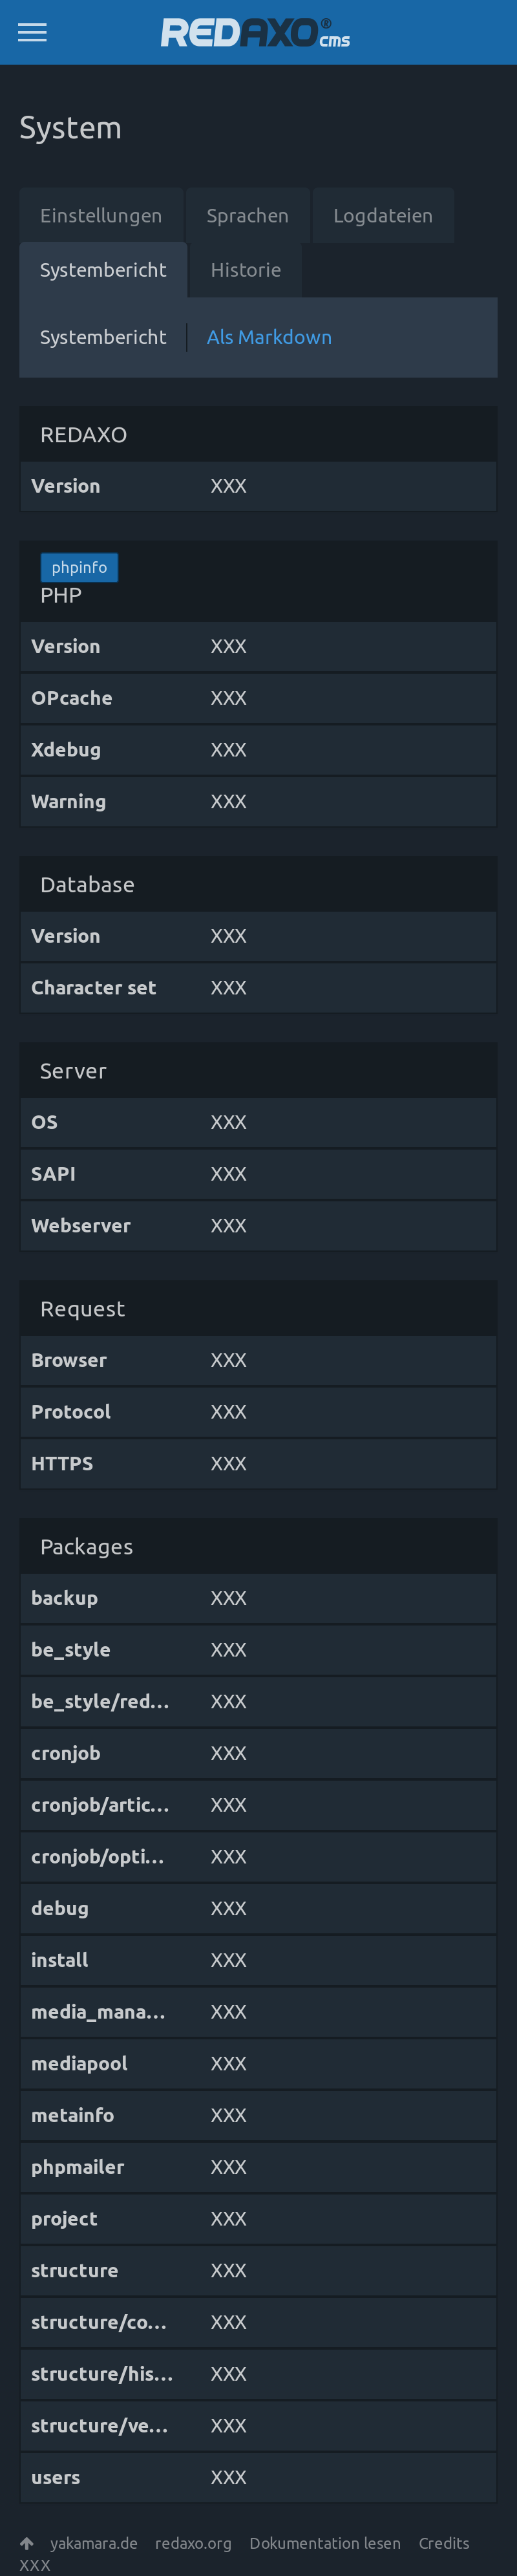 REDAXO® cms
System
Einstellungen Sprachen Logdateien
Systembericht Historie
Systembericht Als Markdown
REDAXO
Version XXX
phpinfo
PHP
Version XXX
OPcache XXX
Xdebug XXX
Warning XXX
Database
Version XXX
Character set XXX
Server
OS XXX
SAPI XXX
Webserver XXX
Request
Browser XXX
Protocol XXX
HTTPS XXX
Packages
backup XXX
be_style XXX
be_style/red… XXX
cronjob XXX
cronjob/artic… XXX
cronjob/opti… XXX
debug XXX
install XXX
media_mana… XXX
mediapool XXX
metainfo XXX
phpmailer XXX
project XXX
structure XXX
structure/co… XXX
structure/his… XXX
structure/ve… XXX
users XXX
yakamara.de redaxo.org Dokumentation lesen Credits
XXX